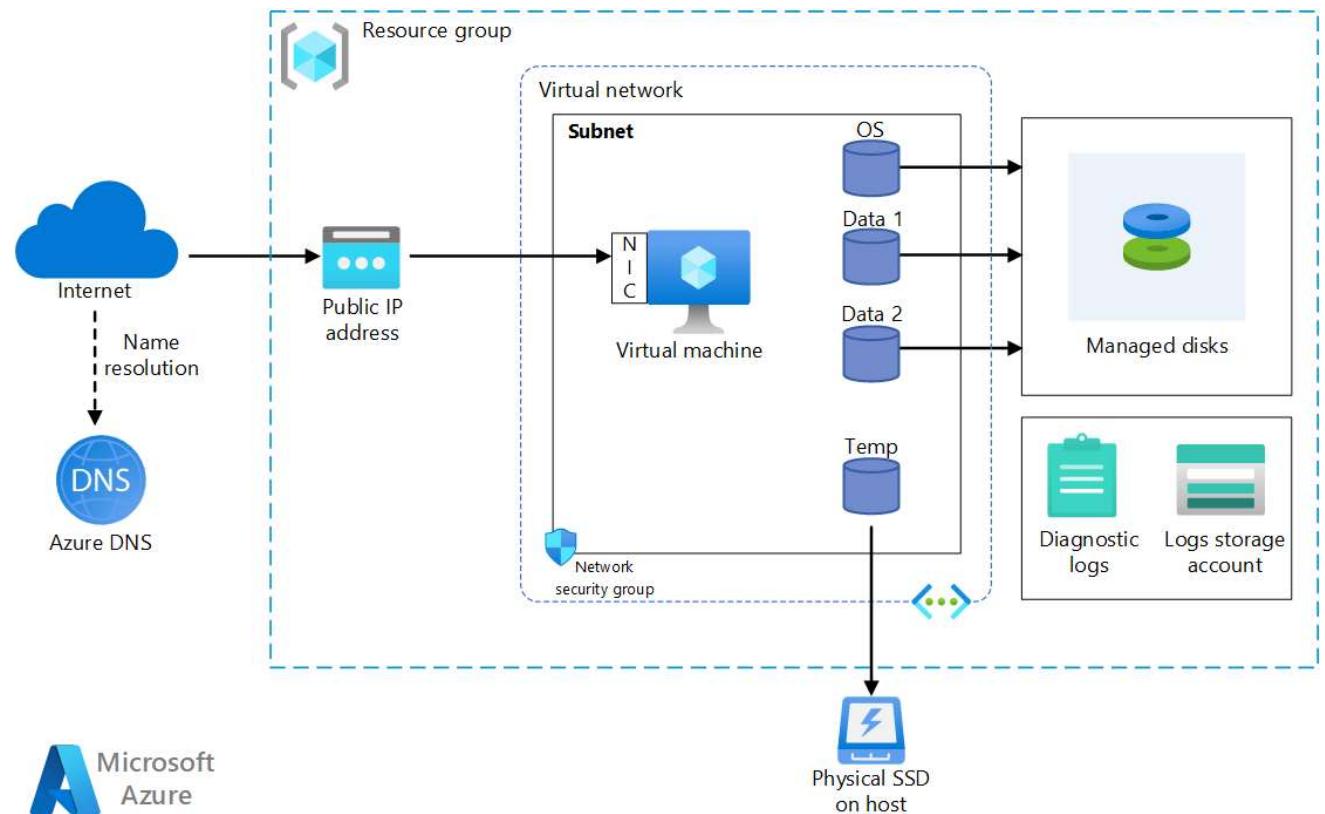 Resource group
Virtual network
Subnet
OS
Data 1
Data 2
Temp
N
I
C
Virtual machine
Internet
Public IP
address
Name
resolution
DNS
Azure DNS
Managed disks
Diagnostic
logs
Logs storage
account
Network
security group
Physical SSD
on host
Microsoft
Azure